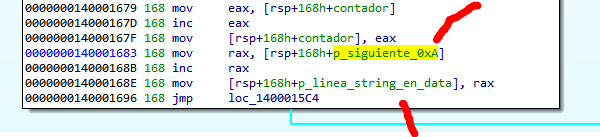 0000000140001679 168 mov     eax, [rsp+168h+contador]
000000014000167D 168 inc     eax
000000014000167F 168 mov     [rsp+168h+contador], eax
0000000140001683 168 mov     rax, [rsp+168h+p_siguiente_0xA]
000000014000168B 168 inc     rax
000000014000168E 168 mov     [rsp+168h+p_linea_string_en_data], rax
0000000140001696 168 jmp     loc_1400015C4